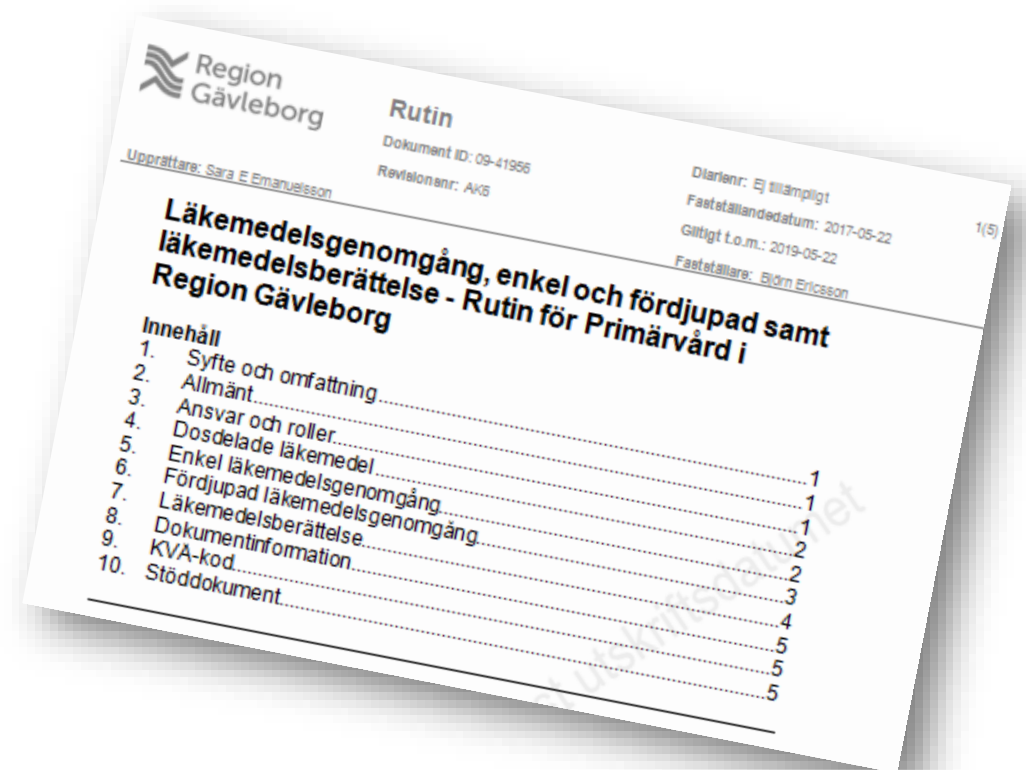 Region
Gävleborg
Rutin
Dokument ID: 09-41956
Revisionsnr: AK6
Diarienr: Ej tillämpligt
Fastställandedatum: 2017-05-22
Giltigt t.o.m.: 2019-05-22
Fastställare: Björn Ericsson
1(5)
Upprättare: Sara E Emanuelsson
Läkemedelsgenomgång, enkel och fördjupad samt
läkemedelsberättelse - Rutin för Primärvård i
Region Gävleborg
Innehåll
1. Syfte och omfattning 1
2. Allmänt 1
3. Ansvar och roller 1
4. Dosdelade läkemedel 2
5. Enkel läkemedelsgenomgång 2
6. Fördjupad läkemedelsgenomgång 3
7. Läkemedelsberättelse 4
8. Dokumentinformation 5
9. KVÅ-kod 5
10. Stöddokument 5
utskriftsdatumet